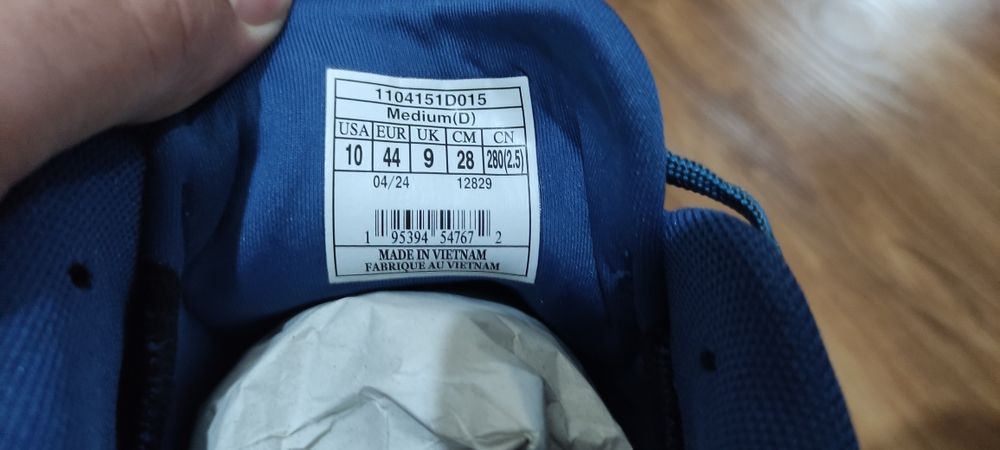 1104151D015
Medium(D)
USA EUR UK CM CN
10 44 9 28 280(2.5)
04/24 12829
1 95394 54767 2
MADE IN VIETNAM
FABRIQUE AU VIETNAM